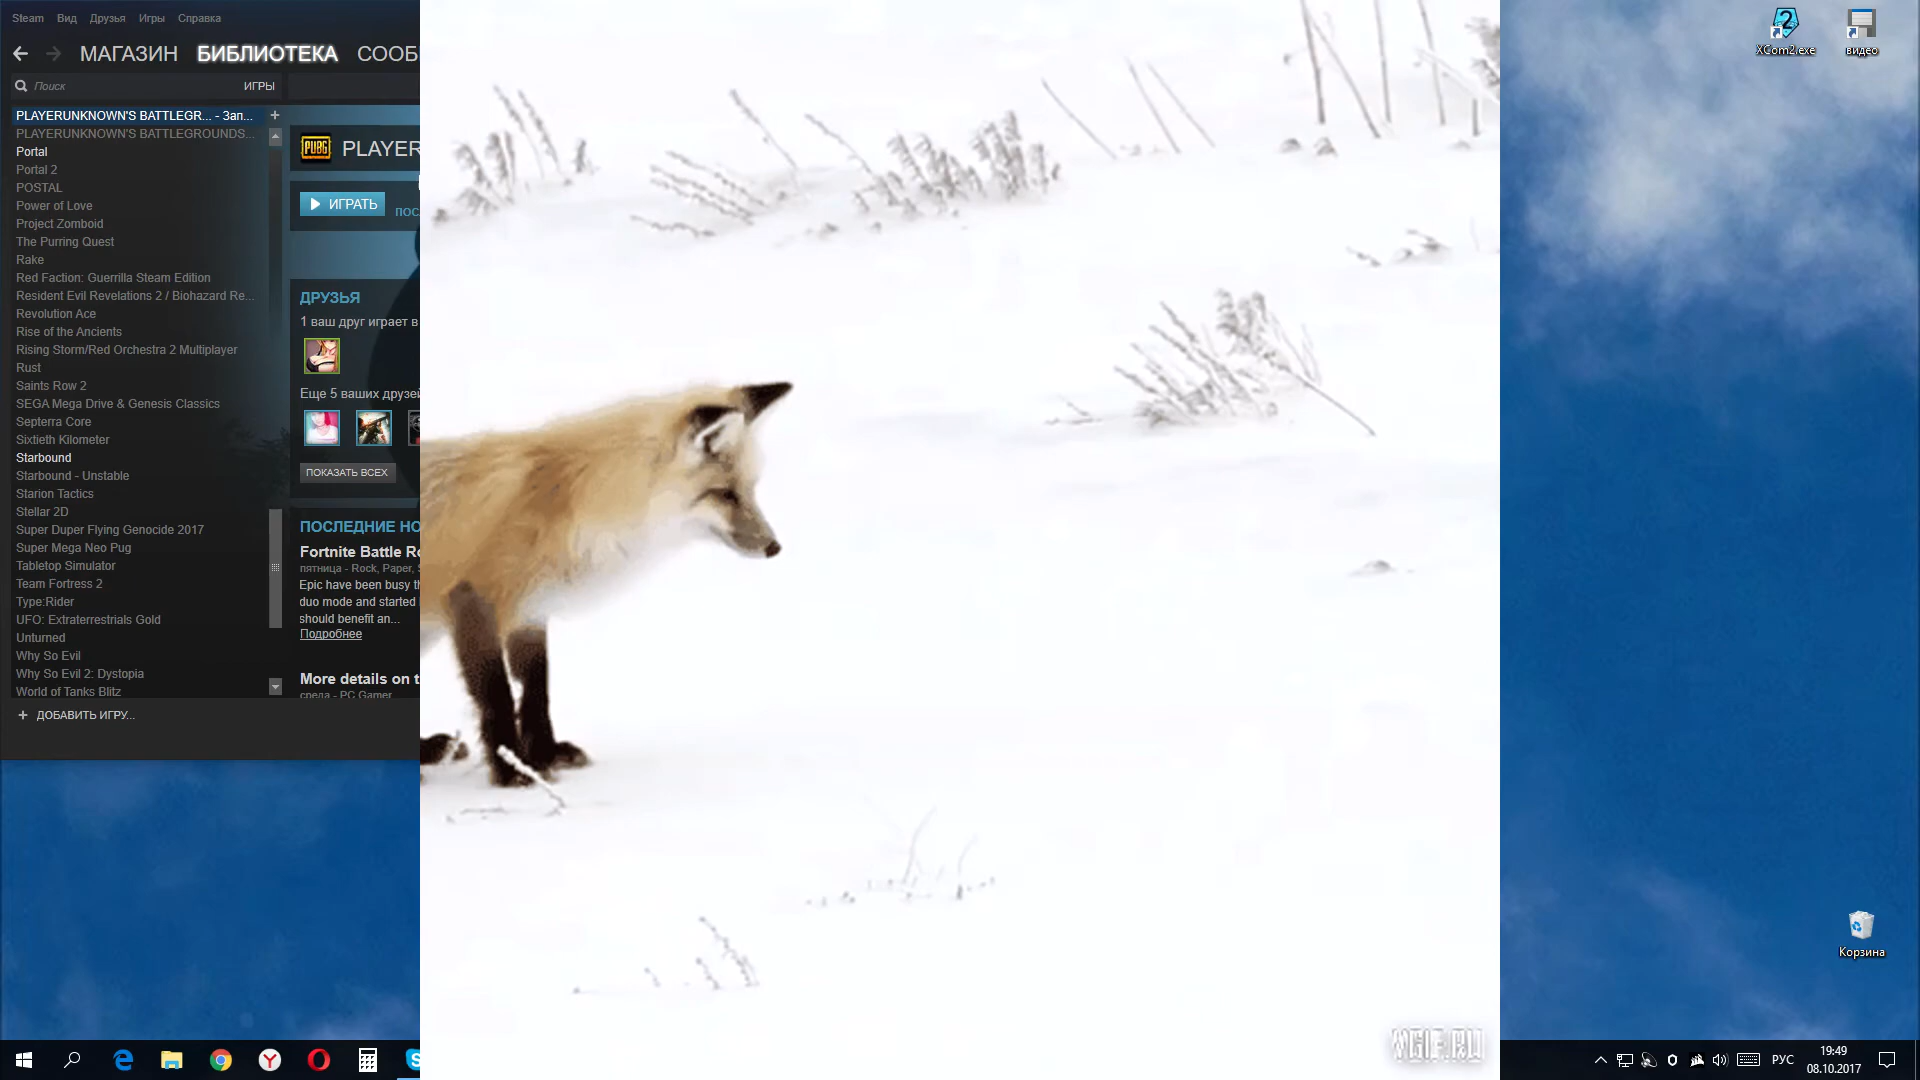 Steam Вид Друзья Игры Справка
МАГАЗИН БИБЛИОТЕКА СООБ
Поиск ИГРЫ
PLAYERUNKNOWN'S BATTLEGR... - Зап...
PLAYERUNKNOWN'S BATTLEGROUNDS...
Portal
Portal 2
POSTAL
Power of Love
Project Zomboid
The Purring Quest
Rake
Red Faction: Guerrilla Steam Edition
Resident Evil Revelations 2 / Biohazard Re...
Revolution Ace
Rise of the Ancients
Rising Storm/Red Orchestra 2 Multiplayer
Rust
Saints Row 2
SEGA Mega Drive & Genesis Classics
Septerra Core
Sixtieth Kilometer
Starbound
Starbound - Unstable
Starion Tactics
Stellar 2D
Super Duper Flying Genocide 2017
Super Mega Neo Pug
Tabletop Simulator
Team Fortress 2
Type:Rider
UFO: Extraterrestrials Gold
Unturned
Why So Evil
Why So Evil 2: Dystopia
World of Tanks Blitz
ДОБАВИТЬ ИГРУ...
PUBG PLAYER
ИГРАТЬ ПОС
ДРУЗЬЯ
1 ваш друг играет в
Еще 5 ваших друзей
ПОКАЗАТЬ ВСЕХ
ПОСЛЕДНИЕ НО
Fortnite Battle Ro
пятница - Rock, Paper, S
Epic have been busy th
duo mode and started
should benefit an...
Подробнее
More details on t
среда - PC Gamer
XCom2.exe
видео
Корзина
YGIF.RU
РУС
19:49
08.10.2017